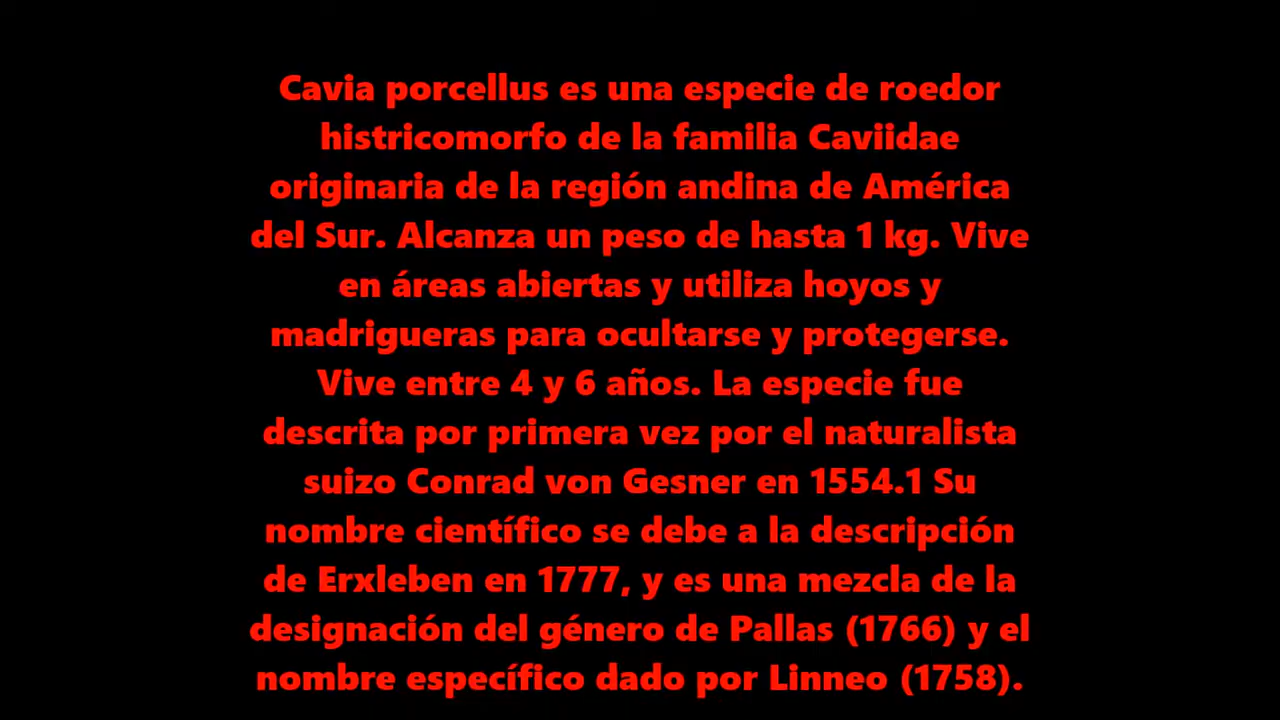 Cavia porcellus es una especie de roedor
histricomorfo de la familia Caviidae
originaria de la región andina de América
del Sur. Alcanza un peso de hasta 1 kg. Vive
en áreas abiertas y utiliza hoyos y
madrigueras para ocultarse y protegerse.
Vive entre 4 y 6 años. La especie fue
descrita por primera vez por el naturalista
suizo Conrad von Gesner en 1554.1 Su
nombre científico se debe a la descripción
de Erxleben en 1777, y es una mezcla de la
designación del género de Pallas (1766) y el
nombre específico dado por Linneo (1758).